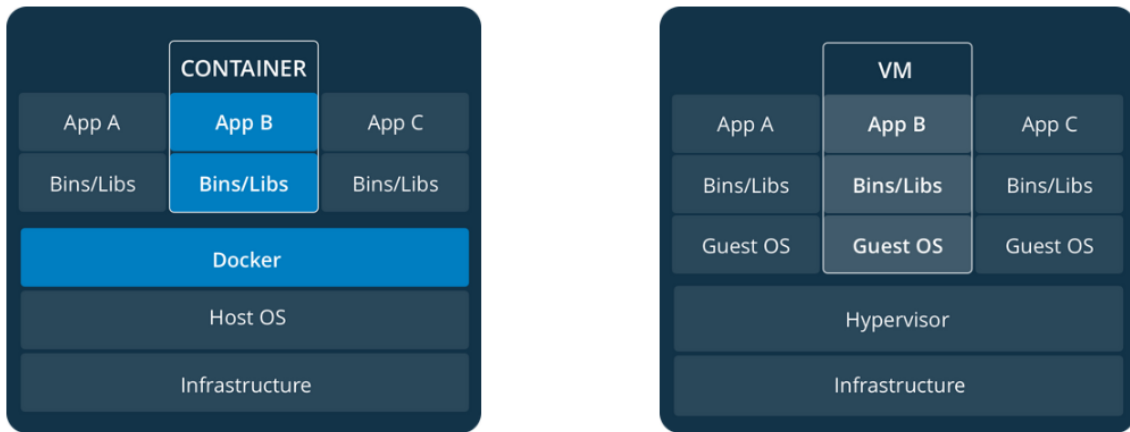 CONTAINER
App A App B App C
Bins/Libs Bins/Libs Bins/Libs
Docker
Host OS
Infrastructure
VM
App A App B App C
Bins/Libs Bins/Libs Bins/Libs
Guest OS Guest OS Guest OS
Hypervisor
Infrastructure